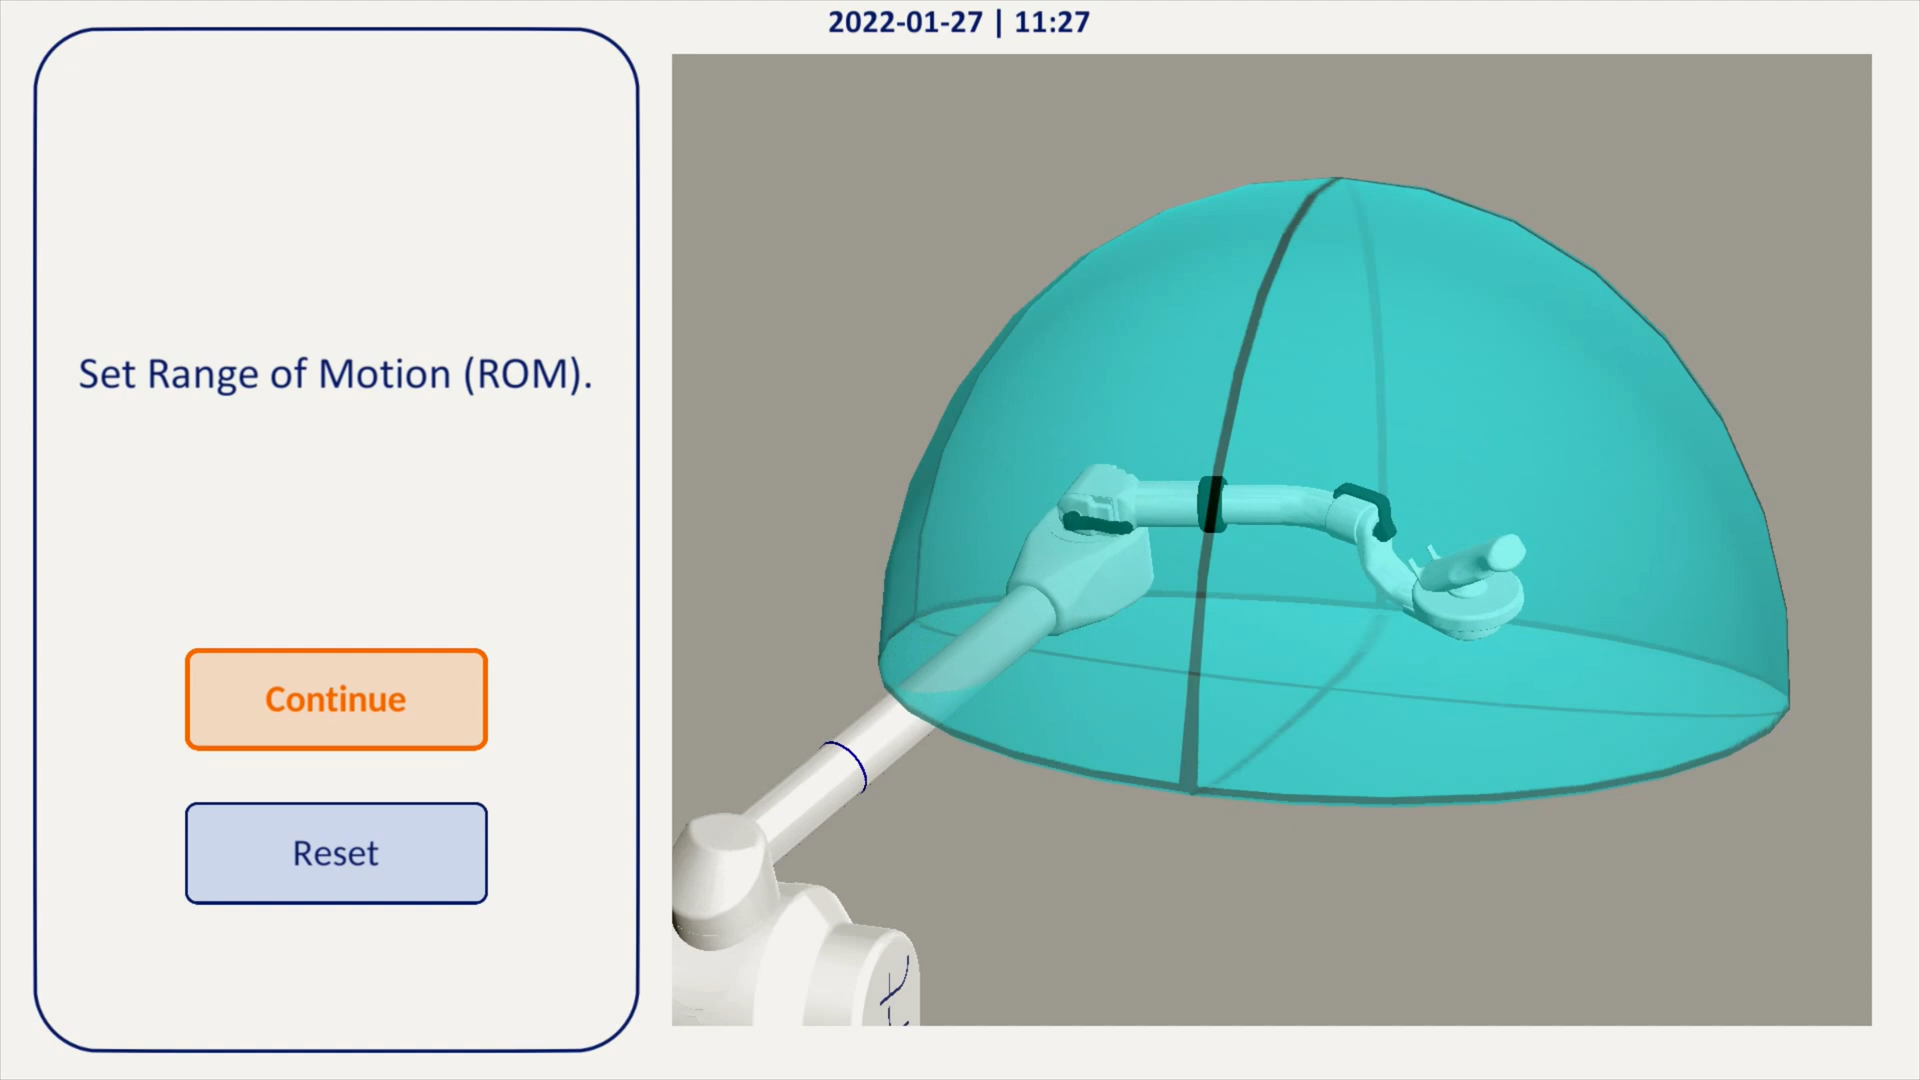 2022-01-27 | 11:27
Set Range of Motion (ROM).
Continue
Reset